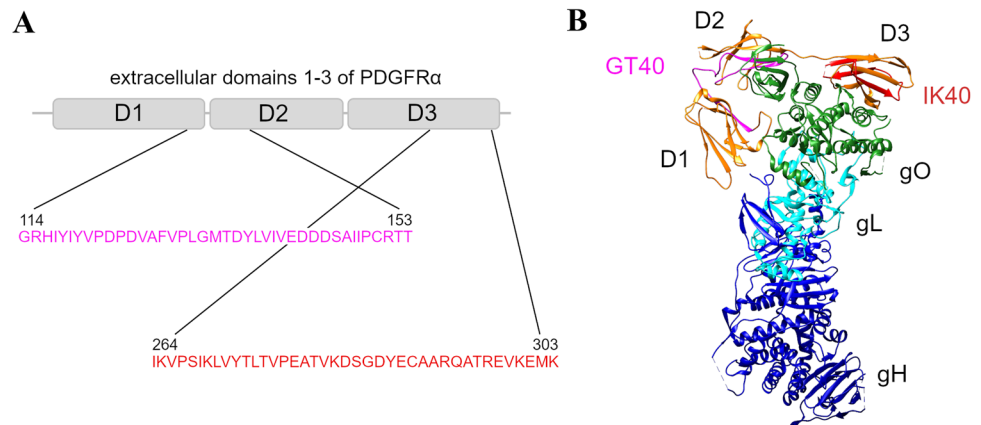 A
extracellular domains 1-3 of PDGFRα
D1 D2 D3
114 153
GRHIYIYVPDPDVAFVPLGMTDYLVIVEDDDSAIIPCRTT
264 303
IKVPSIKLVYTLTVPEATVKDSGDYECAARQATREVKEMK
B
D2 D3
GT40
IK40
D1
gO
gL
gH